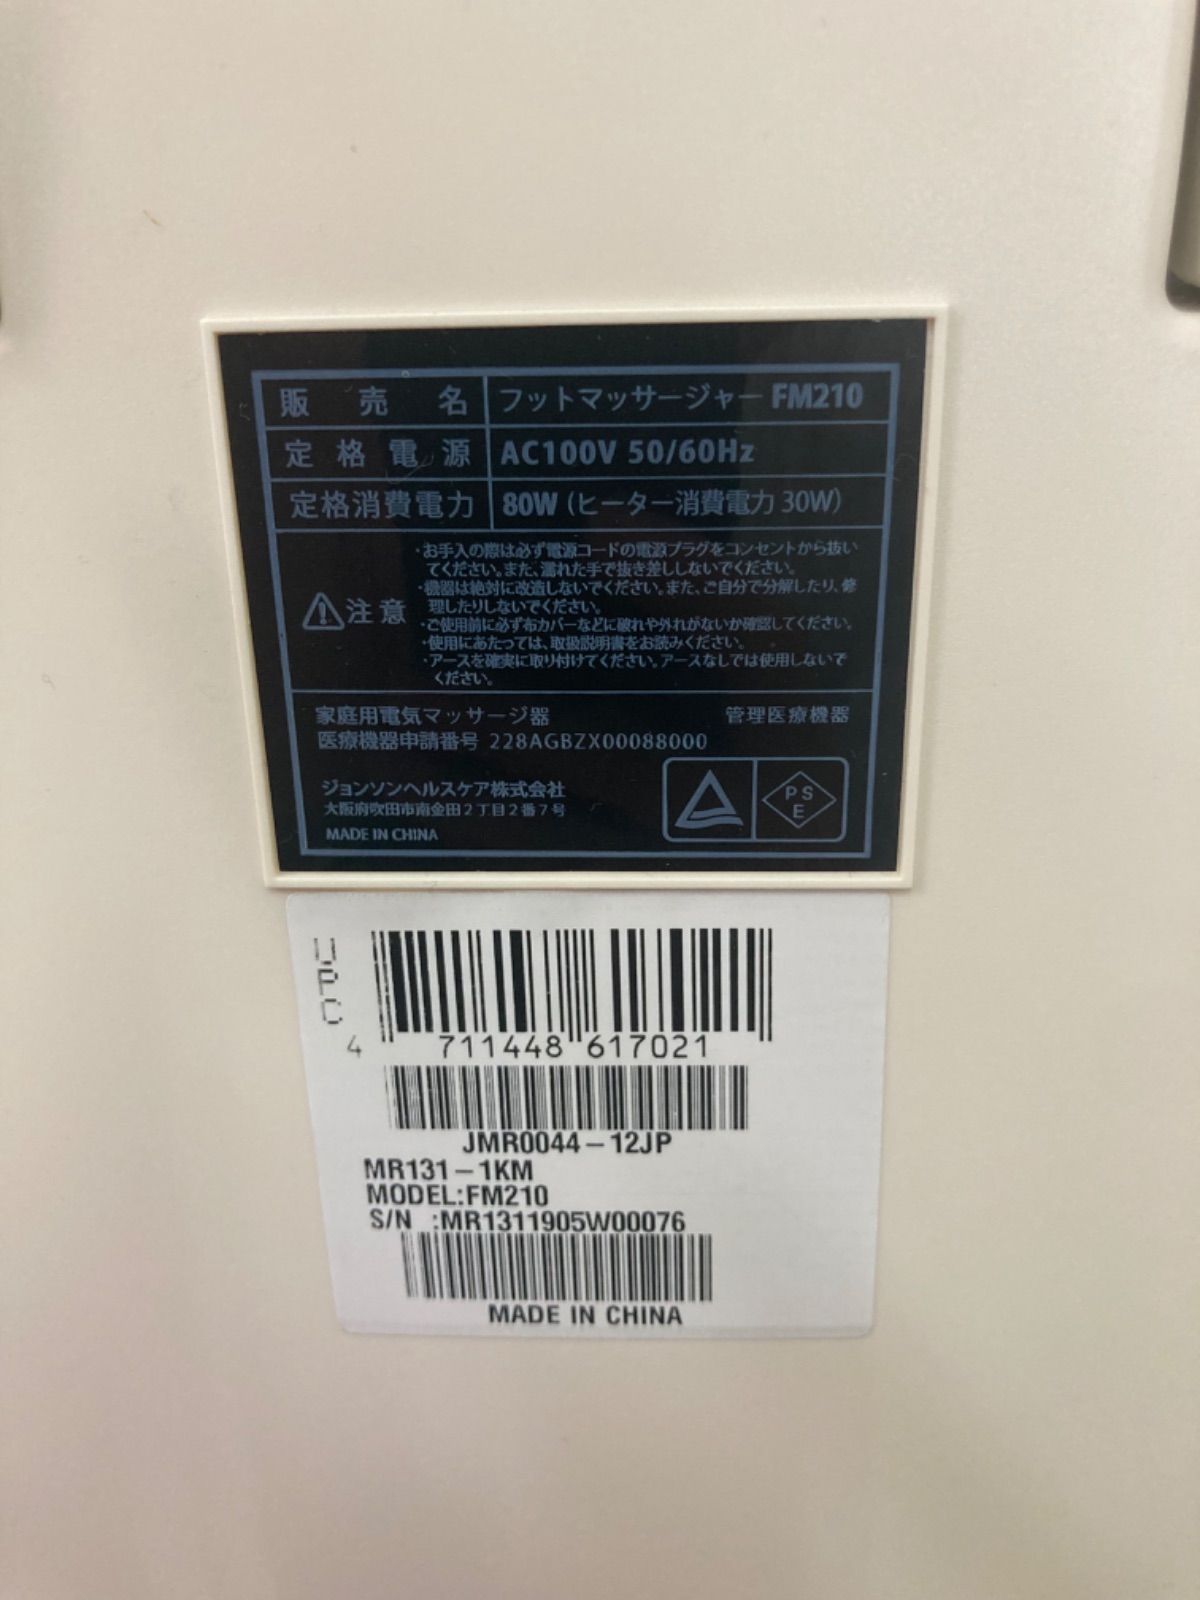 販売名 フットマッサージャー FM210
定格電源 AC100V 50/60Hz
定格消費電力 80W (ヒーター消費電力 30W)
⚠注意
・お手入の際は必ず電源コードの電源プラグをコンセントから抜い
てください。また、濡れた手で抜き差ししないでください。
・機器は絶対に改造しないでください。また、ご自分で分解したり、修
理したりしないでください。
・ご使用前に必ず布カバーなどに破れや外れがないか確認してください。
・使用にあたっては、取扱説明書をお読みください。
・アースを確実に取り付けてください。アースなしでは使用しないで
ください。
家庭用電気マッサージ器 管理医療機器
医療機器申請番号 228AGBZX00088000
ジョンソンヘルスケア株式会社
大阪府吹田市南金田2丁目2番7号
MADE IN CHINA
PS
E
UPC
4 711448 617021
JMR0044-12JP
MR131-1KM
MODEL:FM210
S/N :MR1311905W00076
MADE IN CHINA